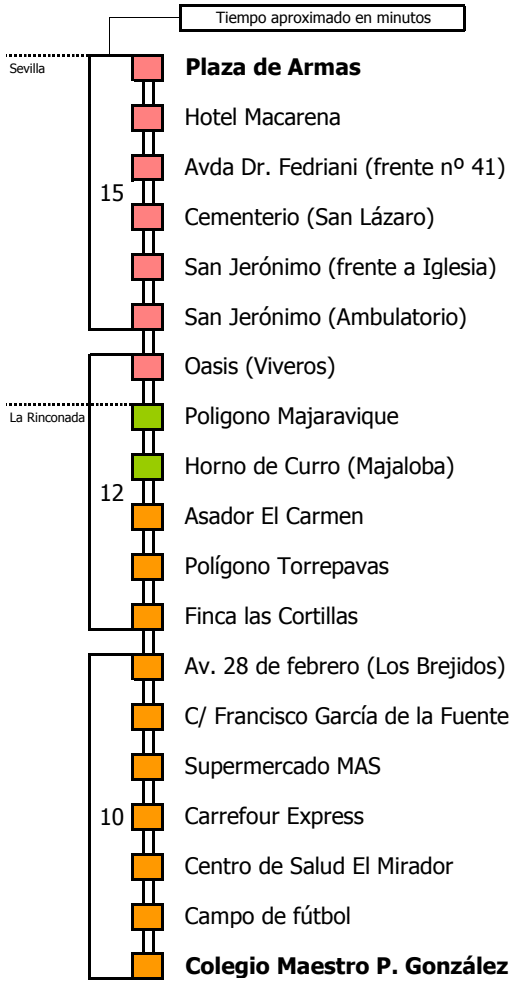 Tiempo aproximado en minutos
Sevilla
Plaza de Armas
Hotel Macarena
Avda Dr. Fedriani (frente nº 41)
15
Cementerio (San Lázaro)
San Jerónimo (frente a Iglesia)
San Jerónimo (Ambulatorio)
Oasis (Viveros)
La Rinconada
Poligono Majaravique
Horno de Curro (Majaloba)
12
Asador El Carmen
Polígono Torrepavas
Finca las Cortillas
Av. 28 de febrero (Los Brejidos)
C/ Francisco García de la Fuente
Supermercado MAS
10
Carrefour Express
Centro de Salud El Mirador
Campo de fútbol
Colegio Maestro P. González